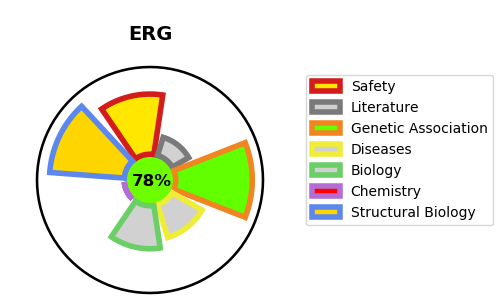 ERG
78%
Safety
Literature
Genetic Association
Diseases
Biology
Chemistry
Structural Biology